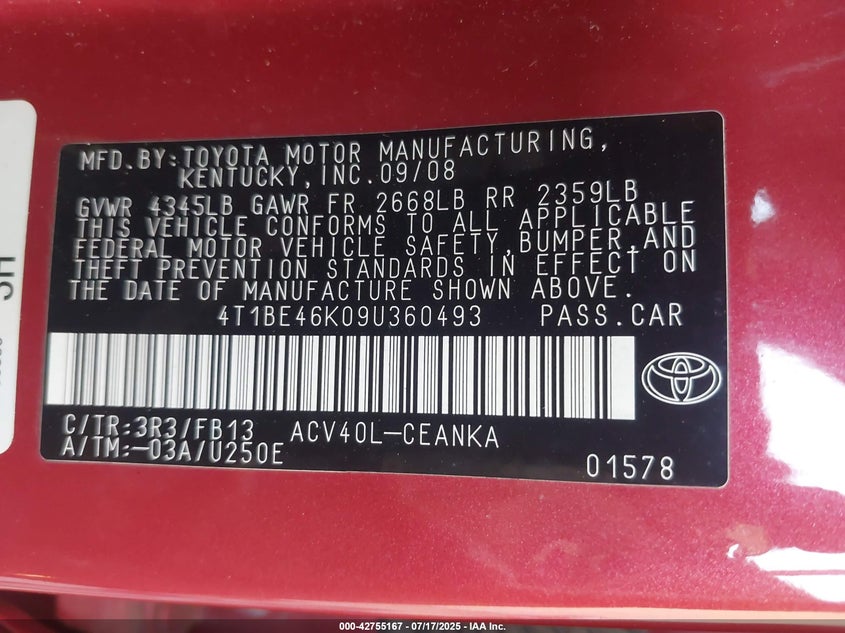 MFD.BY:TOYOTA MOTOR MANUFACTURING,
KENTUCKY,INC.09/08
GVWR 4345LB GAWR FR 2668LB RR 2359LB
THIS VEHICLE CONFORMS TO ALL APPLICABLE
FEDERAL MOTOR VEHICLE SAFETY,BUMPER,AND
THEFT PREVENTION STANDARDS IN EFFECT ON
THE DATE OF MANUFACTURE SHOWN ABOVE.
4T1BE46K09U360493 PASS.CAR
C/TR:3R3/FB13 ACV40L-CEANKA
A/TM:-03A/U250E 01578
000-42755167 - 07/17/2025 - IAA Inc.